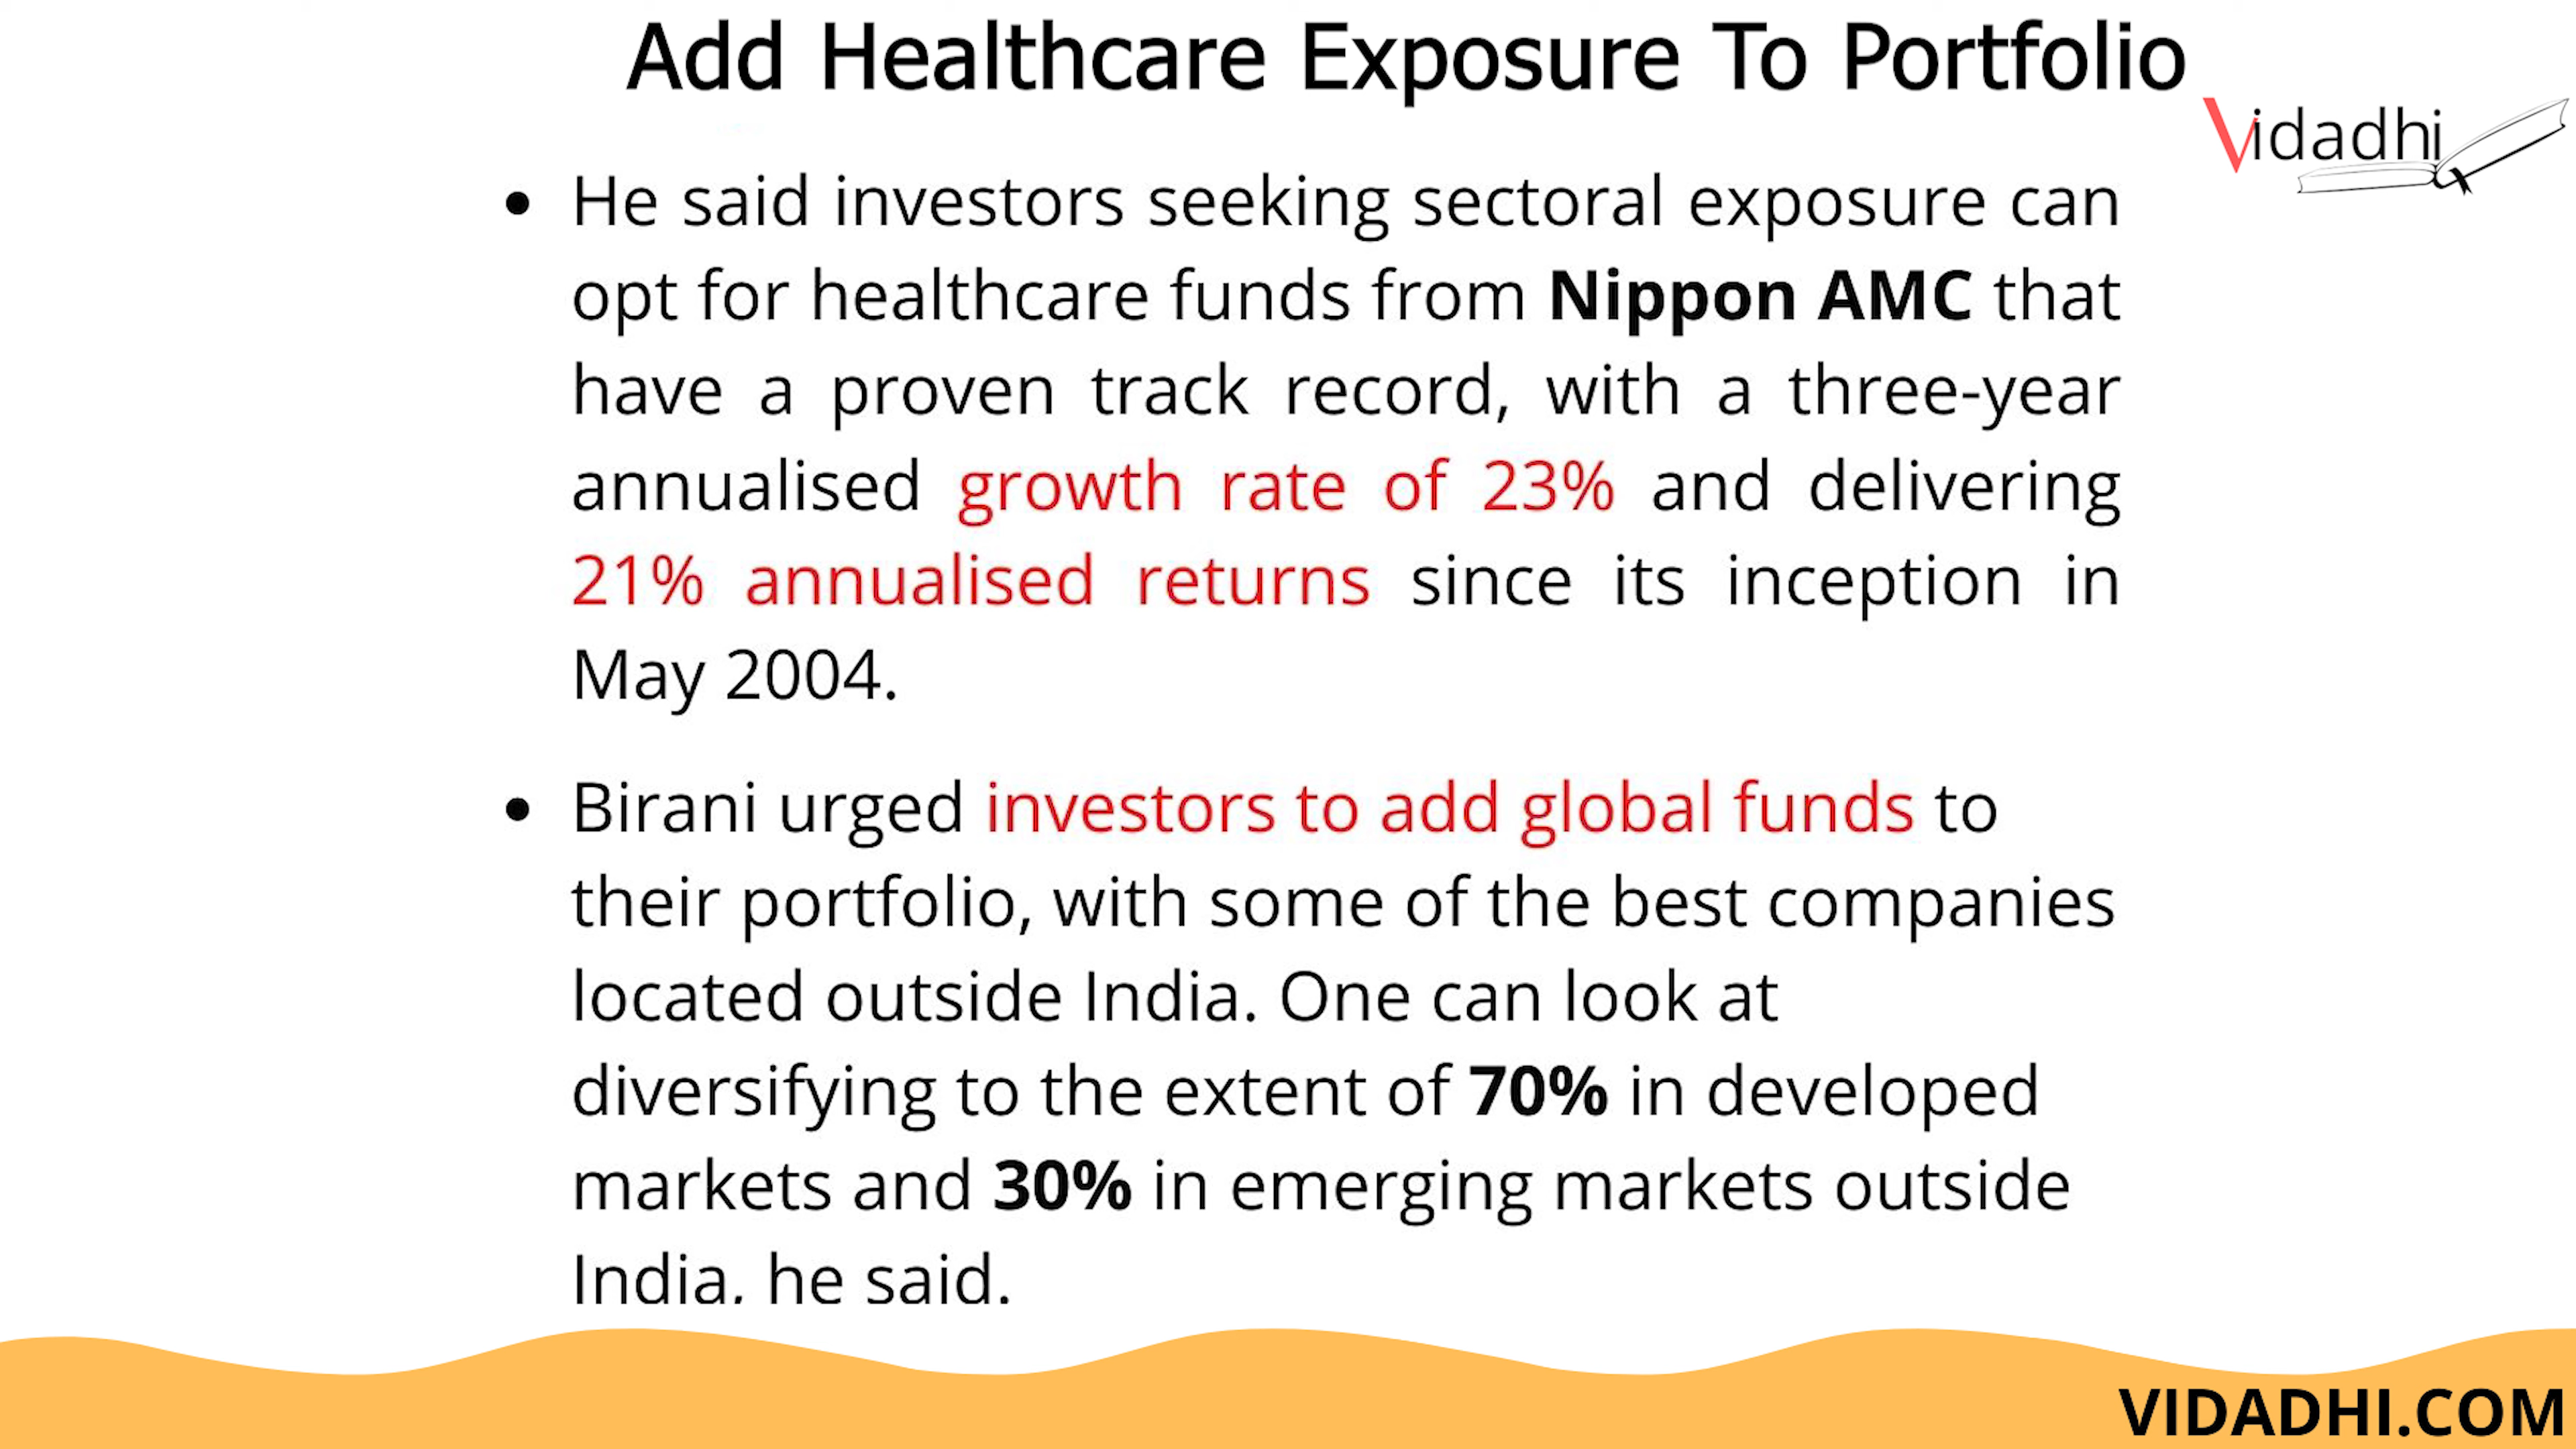 Add Healthcare Exposure To Portfolio
Vidadhi
• He said investors seeking sectoral exposure can
opt for healthcare funds from Nippon AMC that
have a proven track record, with a three-year
annualised growth rate of 23% and delivering
21% annualised returns since its inception in
May 2004.
• Birani urged investors to add global funds to
their portfolio, with some of the best companies
located outside India. One can look at
diversifying to the extent of 70% in developed
markets and 30% in emerging markets outside
India, he said.
VIDADHI.COM